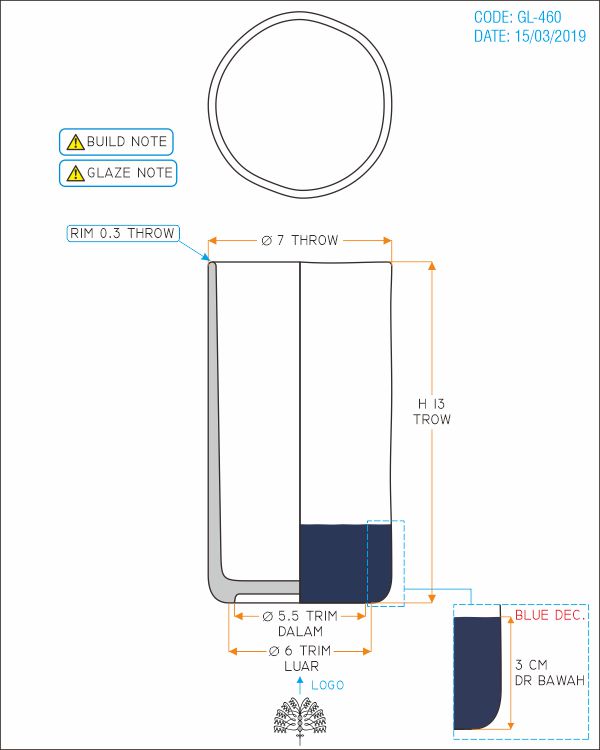 CODE: GL-460
DATE: 15/03/2019
BUILD NOTE
GLAZE NOTE
RIM 0.3 THROW
Ø 7 THROW
H 13
TROW
Ø 5.5 TRIM
DALAM
Ø 6 TRIM
LUAR
LOGO
BLUE DEC.
3 CM
DR BAWAH